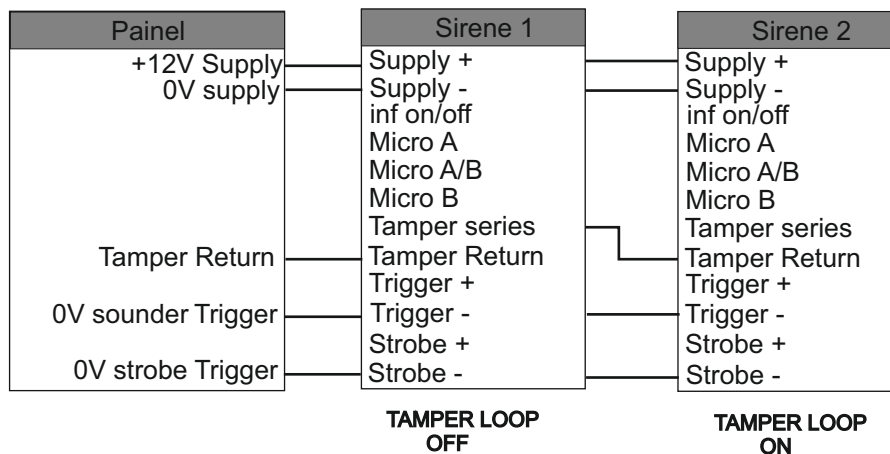 Painel
+12V Supply
0V supply
Tamper Return
0V sounder Trigger
0V strobe Trigger
Sirene 1
Supply +
Supply -
inf on/off
Micro A
Micro A/B
Micro B
Tamper series
Tamper Return
Trigger +
Trigger -
Strobe +
Strobe -
TAMPER LOOP
OFF
Sirene 2
Supply +
Supply -
inf on/off
Micro A
Micro A/B
Micro B
Tamper series
Tamper Return
Trigger +
Trigger -
Strobe +
Strobe -
TAMPER LOOP
ON